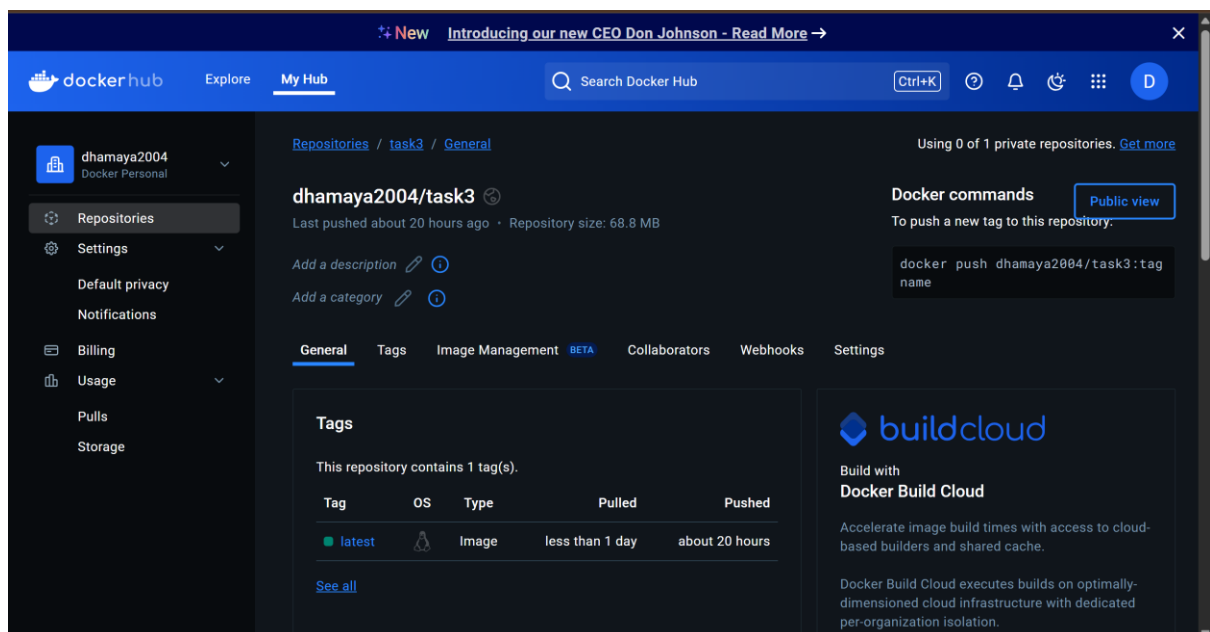 New Introducing our new CEO Don Johnson - Read More →
dockerhub Explore My Hub Search Docker Hub Ctrl+K D
dhamaya2004
Docker Personal
Repositories
Settings
Default privacy
Notifications
Billing
Usage
Pulls
Storage
Repositories / task3 / General
Using 0 of 1 private repositories. Get more
dhamaya2004/task3
Last pushed about 20 hours ago · Repository size: 68.8 MB
Add a description
Add a category
Docker commands
Public view
To push a new tag to this repository:
docker push dhamaya2004/task3:tag
name
General Tags Image Management BETA Collaborators Webhooks Settings
Tags
This repository contains 1 tag(s).
Tag OS Type Pulled Pushed
latest Image less than 1 day about 20 hours
See all
buildcloud
Build with
Docker Build Cloud
Accelerate image build times with access to cloud-
based builders and shared cache.
Docker Build Cloud executes builds on optimally-
dimensioned cloud infrastructure with dedicated
per-organization isolation.